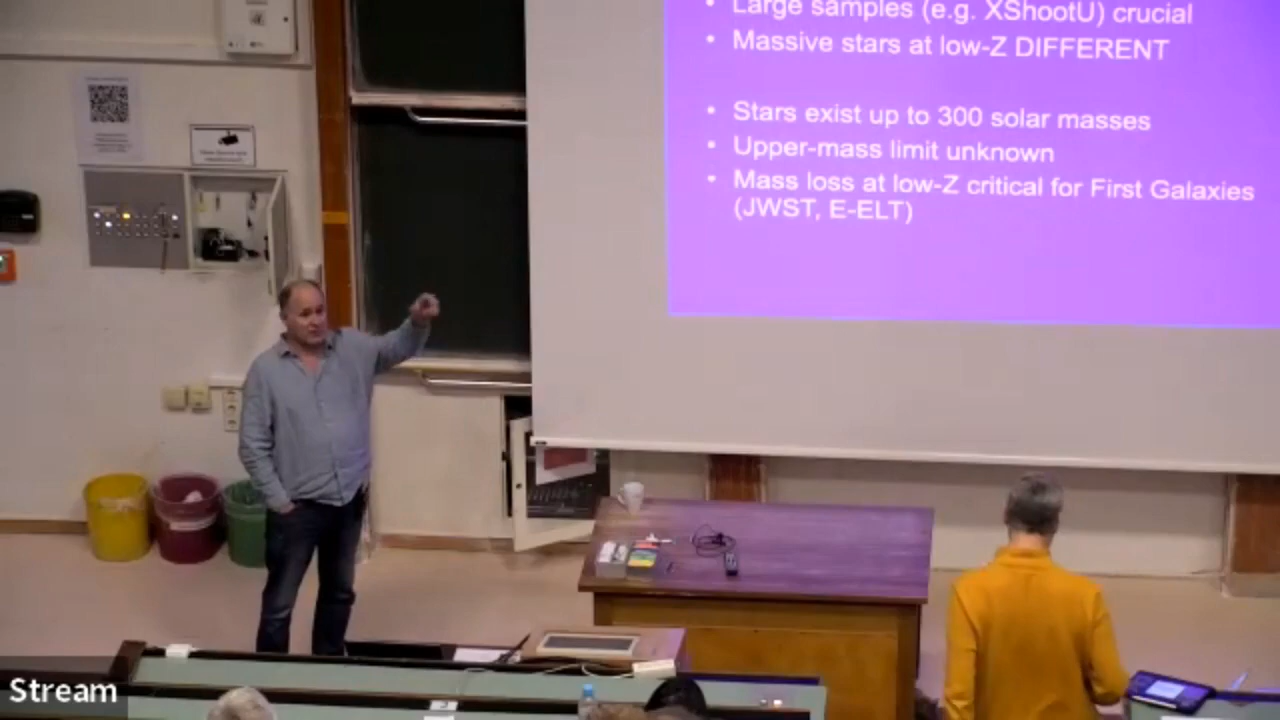 • Large samples (e.g. XShootU) crucial
• Massive stars at low-Z DIFFERENT
• Stars exist up to 300 solar masses
• Upper-mass limit unknown
• Mass loss at low-Z critical for First Galaxies
(JWST, E-ELT)
Stream